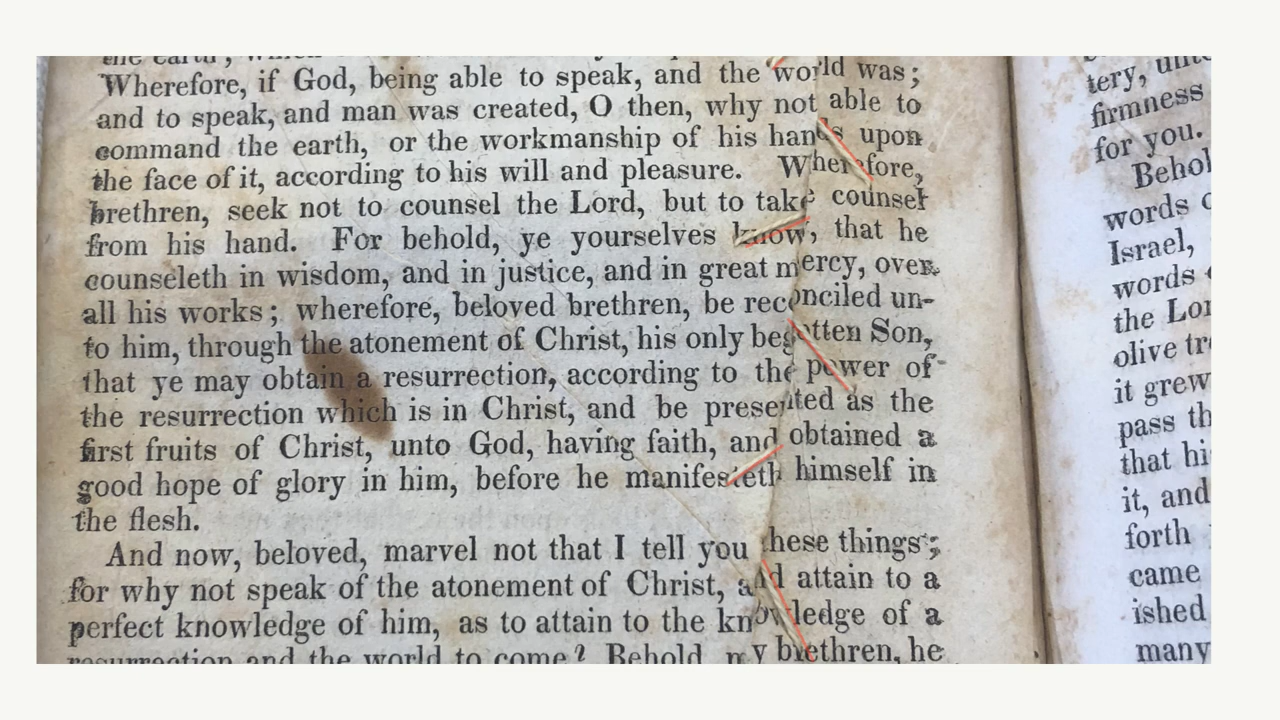 the earth; which
Wherefore, if God, being able to speak, and the world was;
and to speak, and man was created, O then, why not able to
command the earth, or the workmanship of his hands upon
the face of it, according to his will and pleasure. Wherefore,
brethren, seek not to counsel the Lord, but to take counsel
from his hand. For behold, ye yourselves know, that he
counseleth in wisdom, and in justice, and in great mercy, over
all his works; wherefore, beloved brethren, be reconciled un-
to him, through the atonement of Christ, his only begotten Son,
that ye may obtain a resurrection, according to the power of
the resurrection which is in Christ, and be presented as the
first fruits of Christ, unto God, having faith, and obtained a
good hope of glory in him, before he manifesteth himself in
the flesh.
And now, beloved, marvel not that I tell you these things;
for why not speak of the atonement of Christ, and attain to a
perfect knowledge of him, as to attain to the knowledge of a
resurrection and the world to come? Behold my brethren, he
tery,
firmness
for you.
Behol
words
Israel,
words
the Lor
olive tr
it grew
pass th
that hi
it, and
forth
came
ished
many